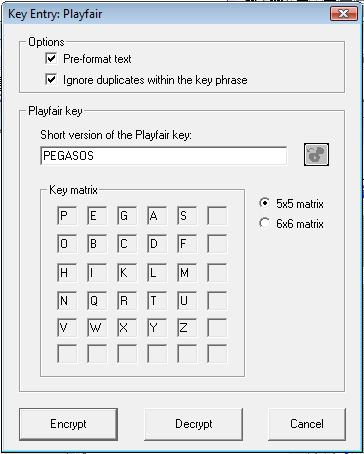 Key Entry: Playfair
Options
Pre-format text
Ignore duplicates within the key phrase
Playfair key
Short version of the Playfair key:
PEGASOS
Key matrix
P E G A S
5x5 matrix
O B C D F
6x6 matrix
H I K L M
N Q R T U
V W X Y Z
Encrypt Decrypt Cancel